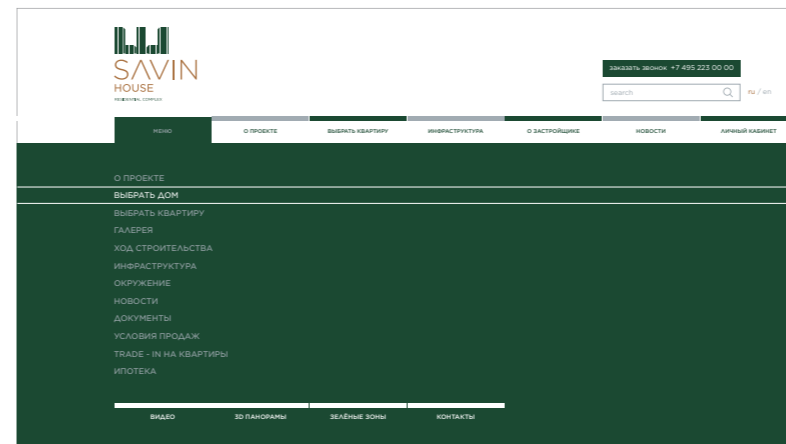 SAVIN
HOUSE
RESIDENTIAL COMPLEX
заказать звонок +7 495 223 00 00
search
ru / en
МЕНЮ
О ПРОЕКТЕ
ВЫБРАТЬ КВАРТИРУ
ИНФРАСТРУКТУРА
О ЗАСТРОЙЩИКЕ
НОВОСТИ
ЛИЧНЫЙ КАБИНЕТ
О ПРОЕКТЕ
ВЫБРАТЬ ДОМ
ВЫБРАТЬ КВАРТИРУ
ГАЛЕРЕЯ
ХОД СТРОИТЕЛЬСТВА
ИНФРАСТРУКТУРА
ОКРУЖЕНИЕ
НОВОСТИ
ДОКУМЕНТЫ
УСЛОВИЯ ПРОДАЖ
TRADE - IN НА КВАРТИРЫ
ИПОТЕКА
ВИДЕО
3D ПАНОРАМЫ
ЗЕЛЁНЫЕ ЗОНЫ
КОНТАКТЫ